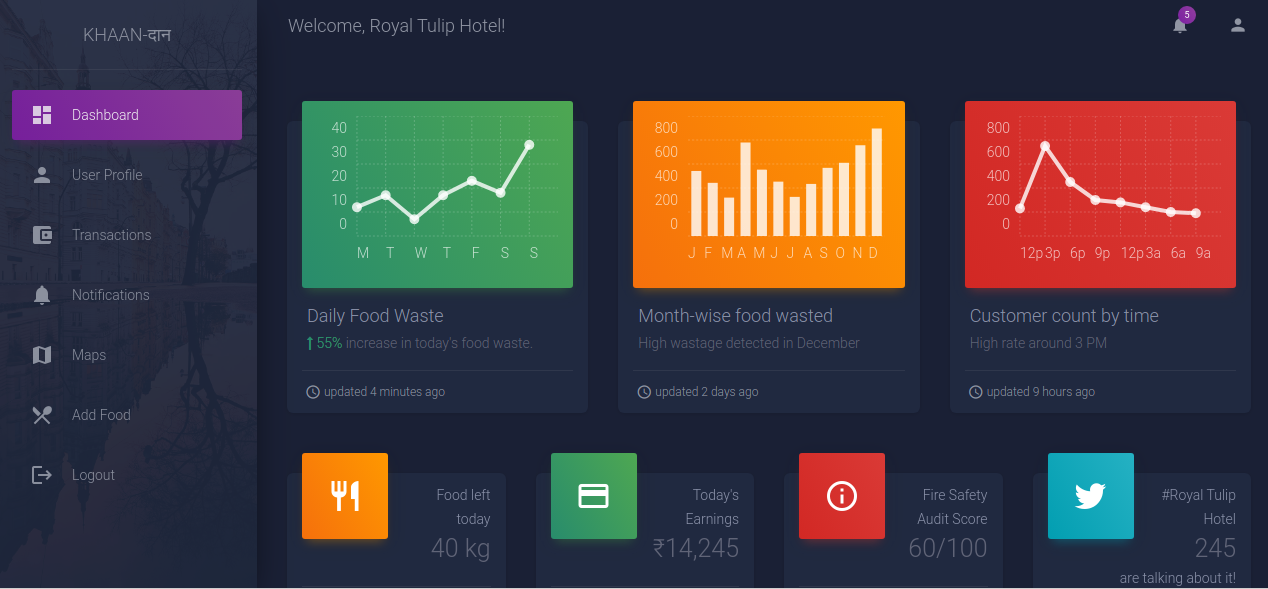 KHAAN-दान
Welcome, Royal Tulip Hotel!
5
Dashboard
User Profile
Transactions
Notifications
Maps
Add Food
Logout
40
30
20
10
0
M T W T F S S
Daily Food Waste
↑ 55% increase in today's food waste.
updated 4 minutes ago
800
600
400
200
0
J F M A M J J A S O N D
Month-wise food wasted
High wastage detected in December
updated 2 days ago
800
600
400
200
0
12p 3p 6p 9p 12p 3a 6a 9a
Customer count by time
High rate around 3 PM
updated 9 hours ago
Food left
today
40 kg
Today's
Earnings
₹14,245
Fire Safety
Audit Score
60/100
#Royal Tulip
Hotel
245
are talking about it!